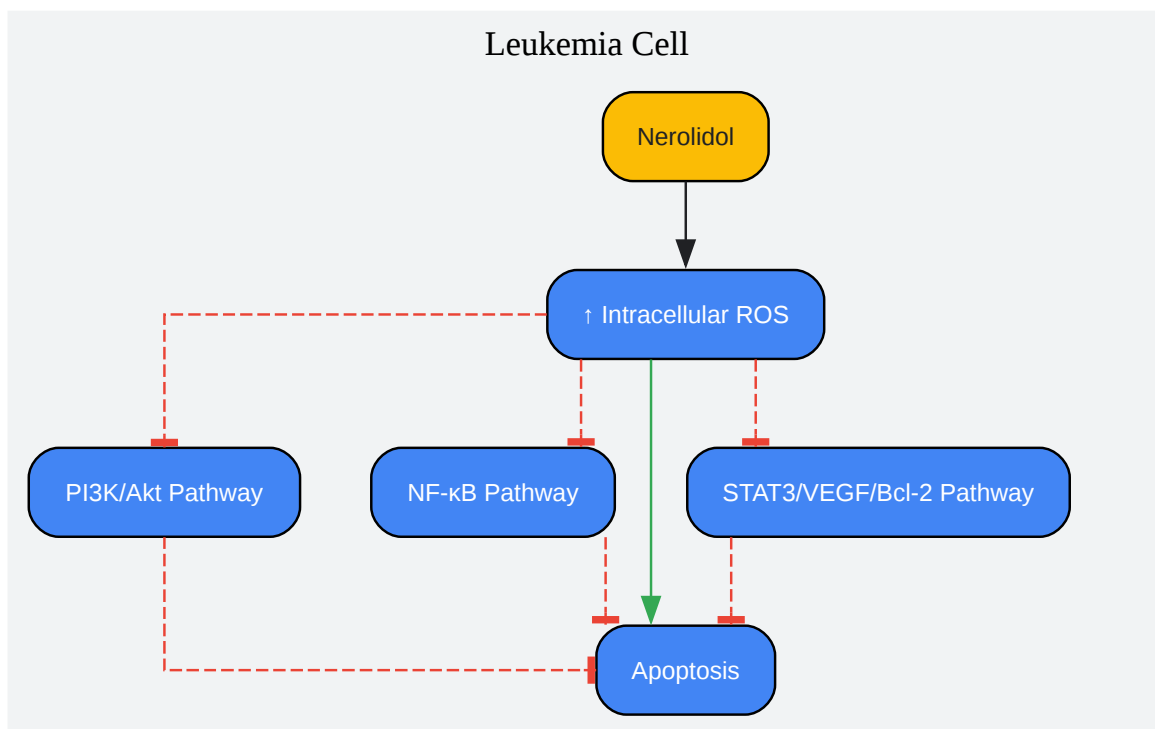 Leukemia Cell
Nerolidol
↑ Intracellular ROS
PI3K/Akt Pathway
NF-κB Pathway
STAT3/VEGF/Bcl-2 Pathway
Apoptosis